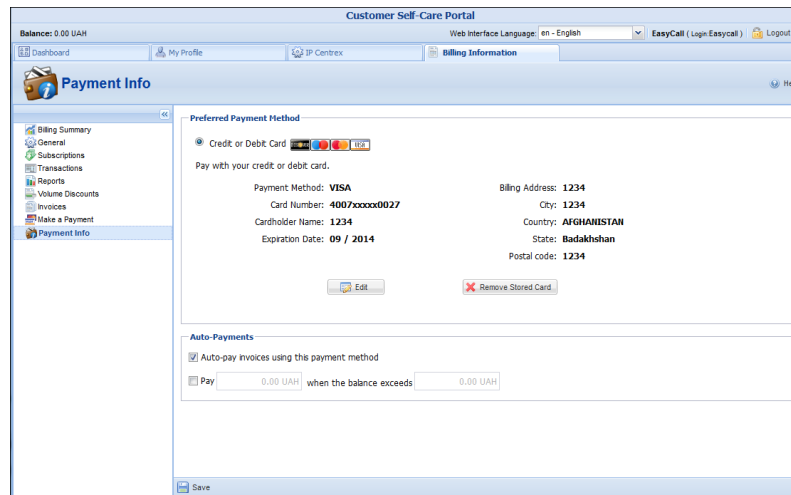 Customer Self-Care Portal
Balance: 0.00 UAH Web Interface Language: en - English EasyCall ( Login:Easycall ) Logout
Dashboard My Profile IP Centrex Billing Information
Payment Info He
Billing Summary
General
Subscriptions
Transactions
Reports
Volume Discounts
Invoices
Make a Payment
Payment Info
Preferred Payment Method
Credit or Debit Card VISA
Pay with your credit or debit card.
Payment Method: VISA Billing Address: 1234
Card Number: 4007xxxxx0027 City: 1234
Cardholder Name: 1234 Country: AFGHANISTAN
Expiration Date: 09 / 2014 State: Badakhshan
Postal code: 1234
Edit Remove Stored Card
Auto-Payments
Auto-pay invoices using this payment method
Pay 0.00 UAH when the balance exceeds 0.00 UAH
Save